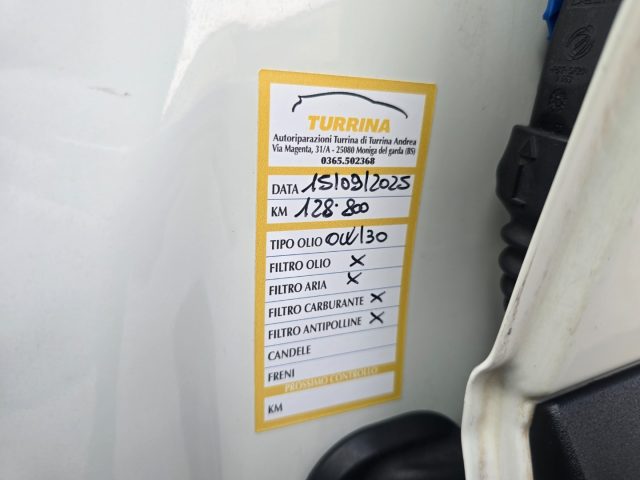 TURRINA
Autoriparazioni Turrina di Turrina Andrea
Via Magenta, 31/A - 25080 Moniga del garda (BS)
0365.502368
DATA 15/09/2025
KM 128.800
TIPO OLIO 0W/30
FILTRO OLIO X
FILTRO ARIA X
FILTRO CARBURANTE X
FILTRO ANTIPOLLINE X
CANDELE
FRENI
PROSSIMO CONTROLLO
KM